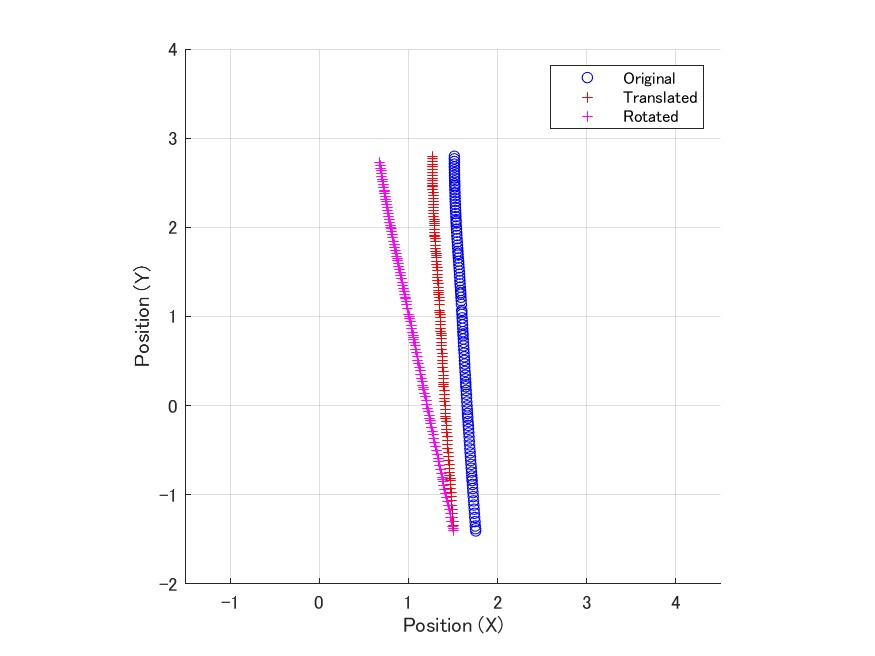 4
3
2
1
0
−1
−2
−1
0
1
2
3
4
Position (Y)
Position (X)
Original
Translated
Rotated